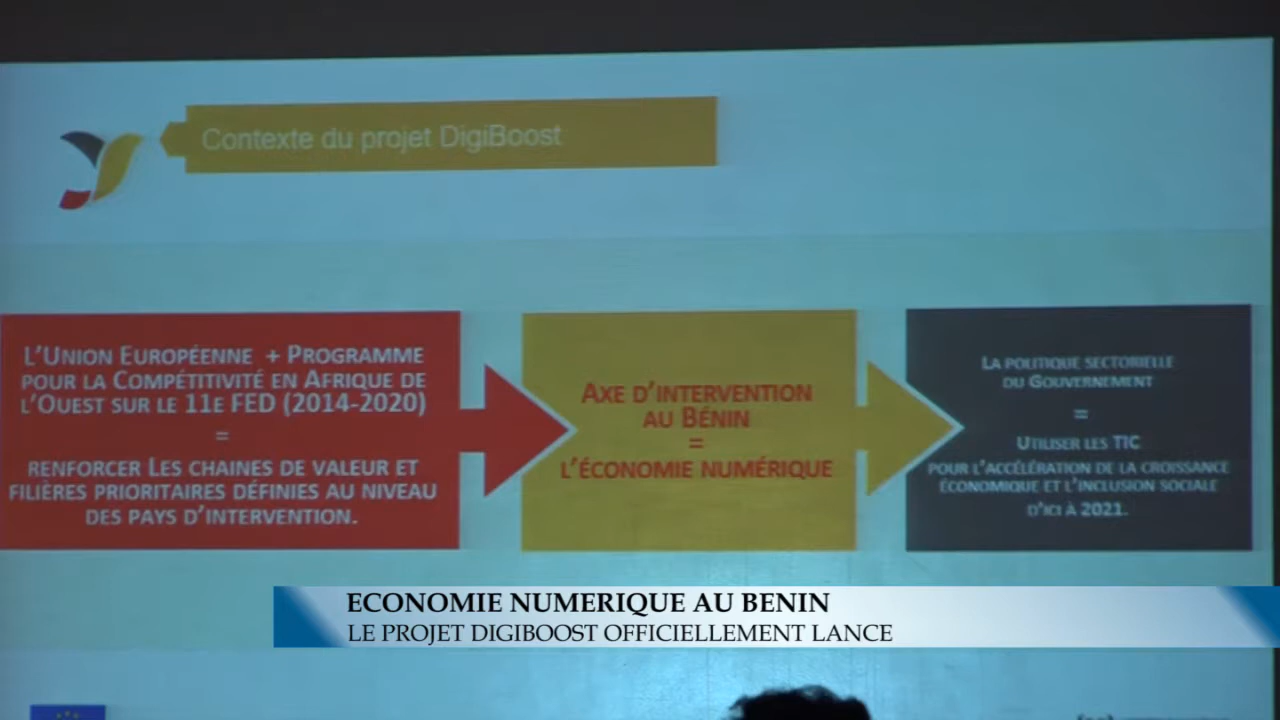 Contexte du projet DigiBoost
L'UNION EUROPÉENNE + PROGRAMME
POUR LA COMPÉTITIVITÉ EN AFRIQUE DE
L'OUEST SUR LE 11E FED (2014-2020)
=
RENFORCER LES CHAINES DE VALEUR ET
FILIÈRES PRIORITAIRES DÉFINIES AU NIVEAU
DES PAYS D'INTERVENTION.
AXE D'INTERVENTION
AU BÉNIN
=
L'ÉCONOMIE NUMÉRIQUE
LA POLITIQUE SECTORIELLE
DU GOUVERNEMENT
=
UTILISER LES TIC
POUR L'ACCÉLÉRATION DE LA CROISSANCE
ÉCONOMIQUE ET L'INCLUSION SOCIALE
D'ICI À 2021.
ECONOMIE NUMERIQUE AU BENIN
LE PROJET DIGIBOOST OFFICIELLEMENT LANCE